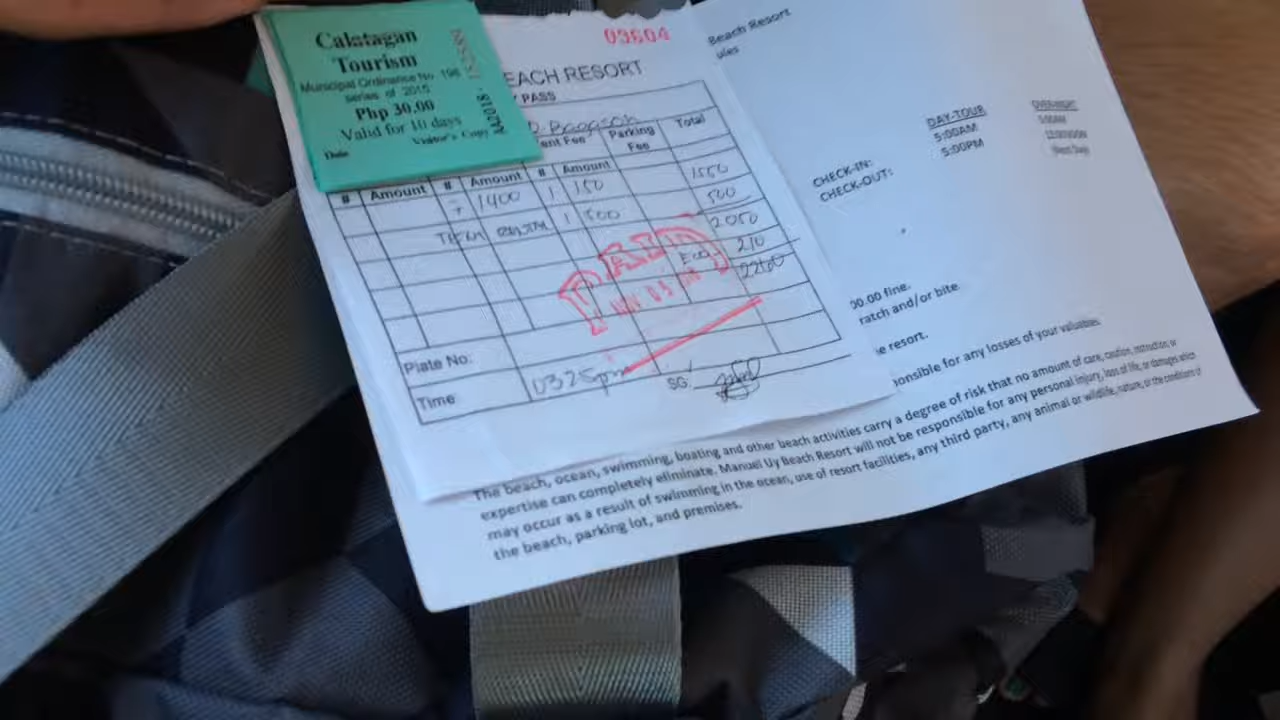 Calatagan
Tourism
Municipal Ordinance No. 198
series of 2015
Php 30.00
Valid for 10 days
Visitor's Copy
Date
03604
EACH RESORT
PASS
ent Fee
Parking
Fee
Total
# Amount # Amount # Amount
1400 1 150 1550
1 500 500
2050
Eco 210
2260
PAID
Plate No:
Time 0325pm SG:
Beach Resort
ules
DAY-TOUR OVERNIGHT
CHECK-IN: 5:00AM
CHECK-OUT: 5:00PM
00.00 fine.
ratch and/or bite.
e resort.
onsible for any losses of your valuables
The beach, ocean, swimming, boating and other beach activities carry a degree of risk that no amount of care, caution, instruction, or
expertise can completely eliminate. Manuel Uy Beach Resort will not be responsible for any personal injury, loss of life, or damages which
may occur as a result of swimming in the ocean, use of resort facilities, any third party, any animal or wildlife, nature, or the conditions of
the beach, parking lot, and premises.